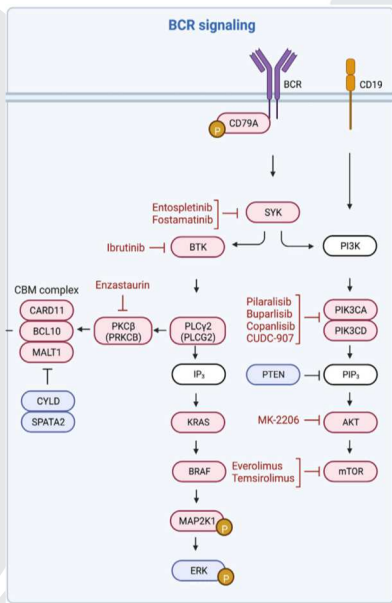 BCR signaling
BCR
CD19
CD79A
P
Entospletinib
Fostamatinib
SYK
Ibrutinib
BTK
PI3K
CBM complex
Enzastaurin
CARD11
BCL10
MALT1
PKCβ
(PRKCB)
PLCγ2
(PLCG2)
Pilaralisib
Buparlisib
Copanlisib
CUDC-907
PIK3CA
PIK3CD
IP₃
PTEN
PIP₃
CYLD
SPATA2
KRAS
MK-2206
AKT
BRAF
Everolimus
Temsirolimus
mTOR
MAP2K1
P
ERK
P